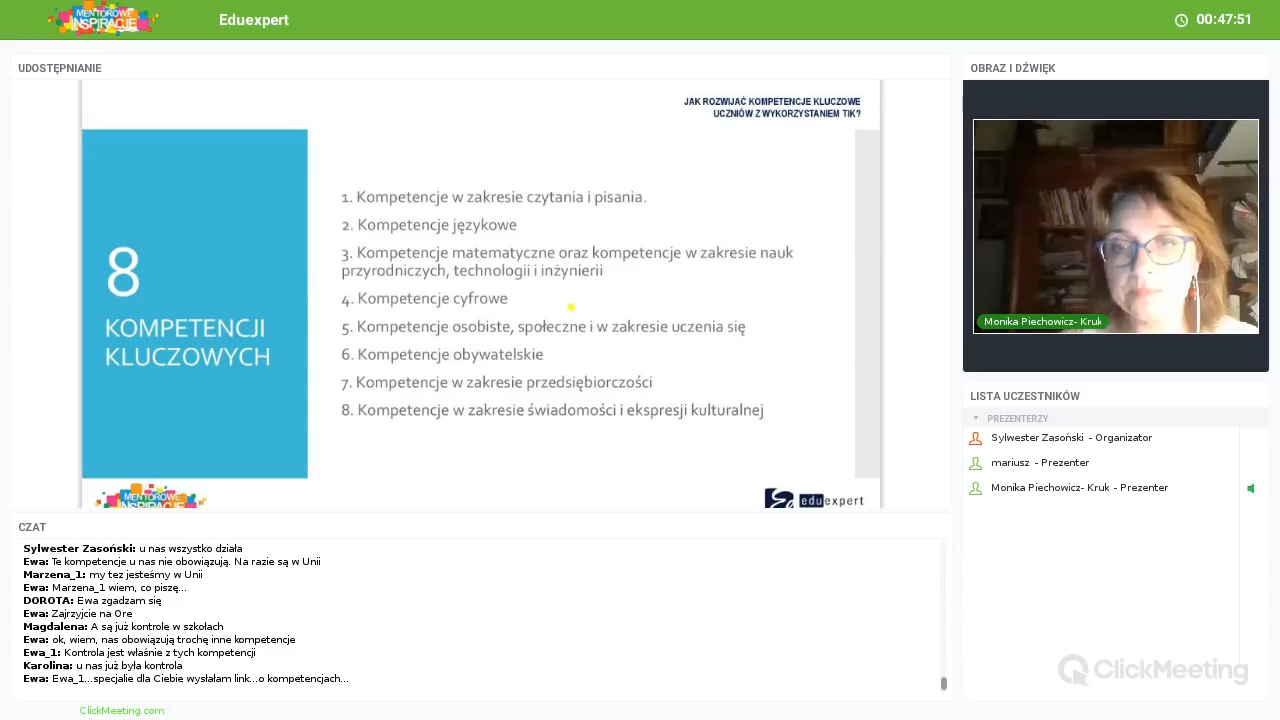 MENTOROWE
INSPIRACJE
Eduexpert
00:47:51
UDOSTĘPNIANIE
JAK ROZWIJAĆ KOMPETENCJE KLUCZOWE
UCZNIÓW Z WYKORZYSTANIEM TIK?
8
KOMPETENCJI
KLUCZOWYCH
1. Kompetencje w zakresie czytania i pisania.
2. Kompetencje językowe
3. Kompetencje matematyczne oraz kompetencje w zakresie nauk
przyrodniczych, technologii i inżynierii
4. Kompetencje cyfrowe
5. Kompetencje osobiste, społeczne i w zakresie uczenia się
6. Kompetencje obywatelskie
7. Kompetencje w zakresie przedsiębiorczości
8. Kompetencje w zakresie świadomości i ekspresji kulturalnej
MENTOROWE
INSPIRACJE
eduexpert
OBRAZ I DŹWIĘK
Monika Piechowicz- Kruk
LISTA UCZESTNIKÓW
PREZENTERZY
Sylwester Zasoński - Organizator
mariusz - Prezenter
Monika Piechowicz- Kruk - Prezenter
CZAT
Sylwester Zasoński: u nas wszystko działa
Ewa: Te kompetencje u nas nie obowiązują. Na razie są w Unii
Marzena_1: my tez jesteśmy w Unii
Ewa: Marzena_1 wiem, co piszę...
DOROTA: Ewa zgadzam się
Ewa: Zajrzyjcie na Ore
Magdalena: A są już kontrole w szkołach
Ewa: ok, wiem, nas obowiązują trochę inne kompetencje
Ewa_1: Kontrola jest właśnie z tych kompetencji
Karolina: u nas już była kontrola
Ewa: Ewa_1...specjalie dla Ciebie wysłałam link...o kompetencjach...
ClickMeeting
ClickMeeting.com